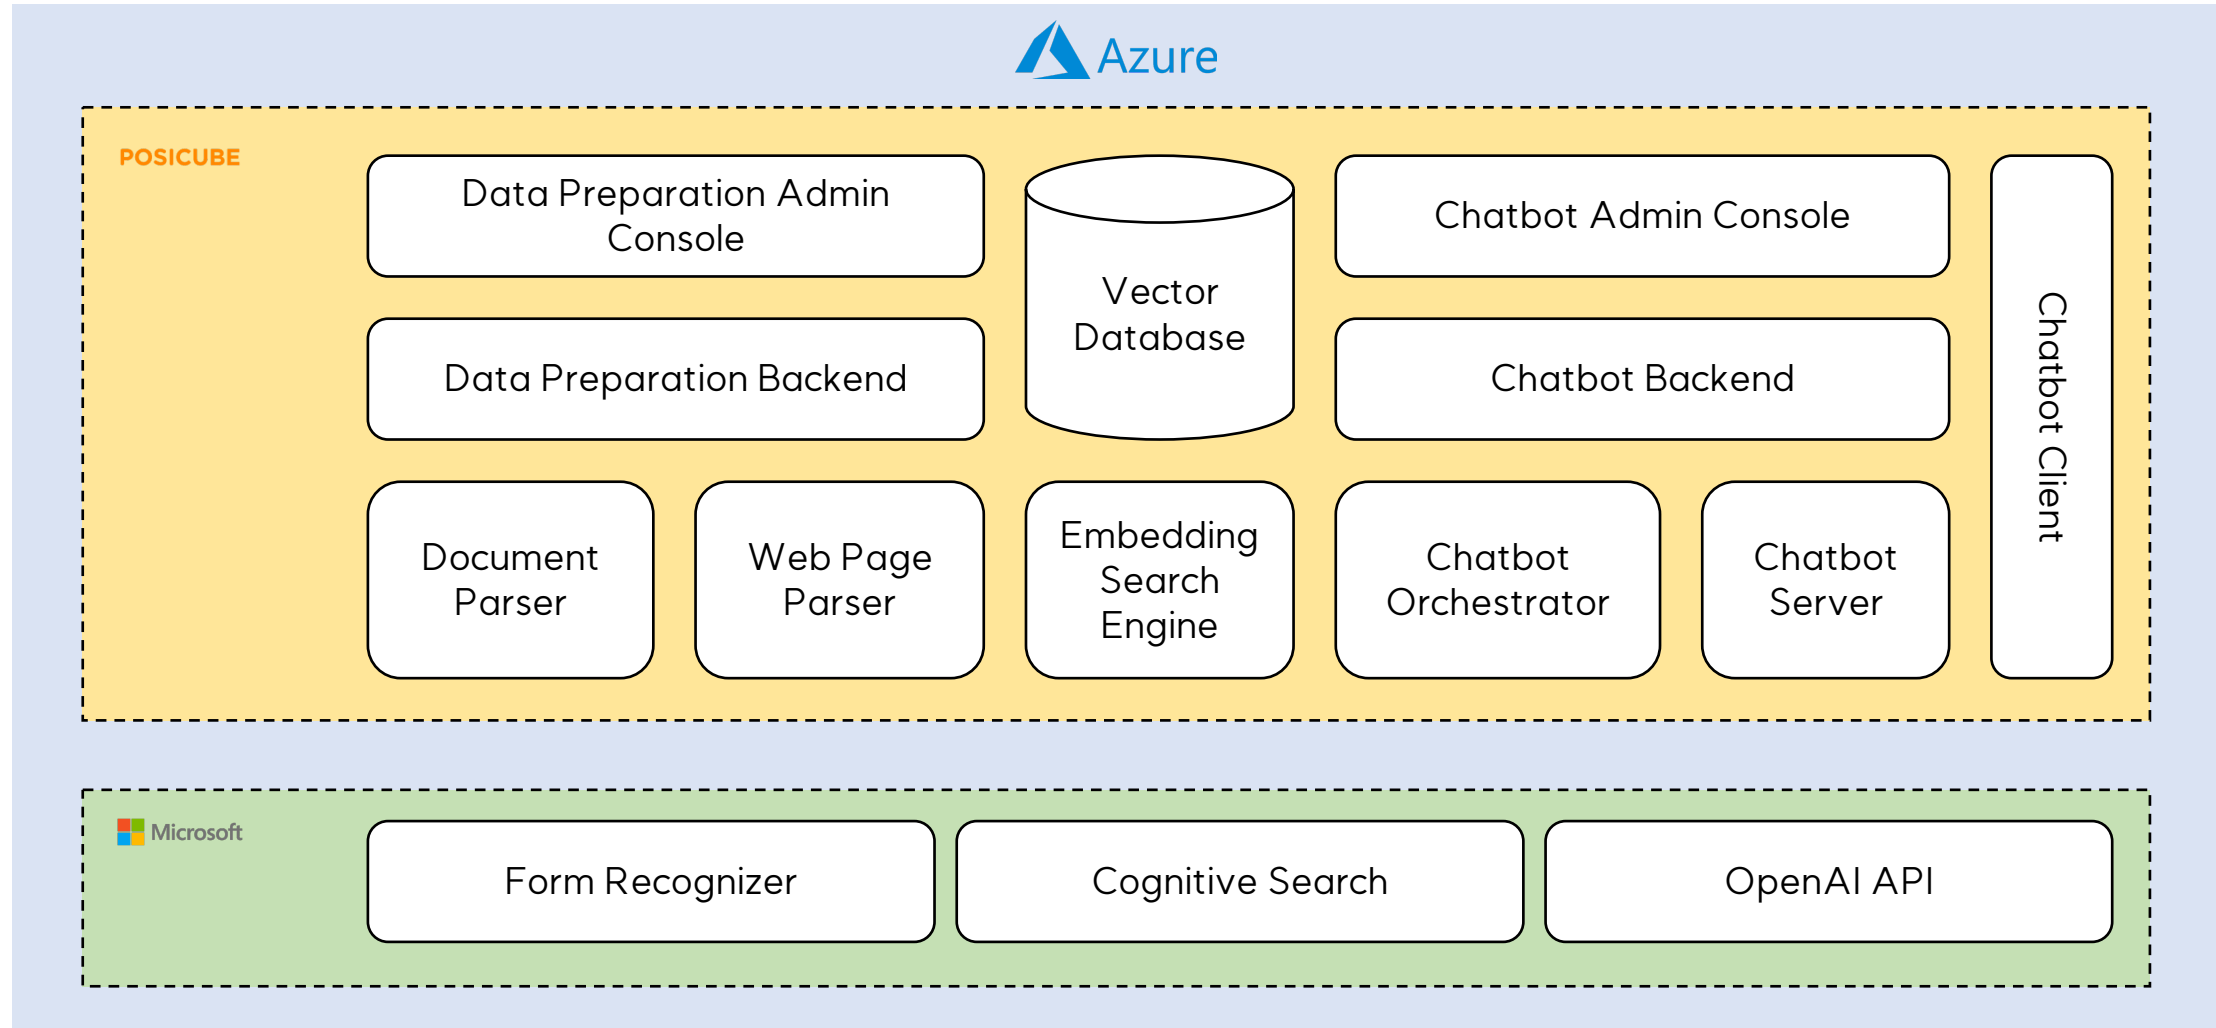 Azure
POSICUBE
Data Preparation Admin
Console
Data Preparation Backend
Document
Parser
Web Page
Parser
Vector
Database
Embedding
Search
Engine
Chatbot Admin Console
Chatbot Backend
Chatbot
Orchestrator
Chatbot
Server
Chatbot Client
Microsoft
Form Recognizer
Cognitive Search
OpenAI API